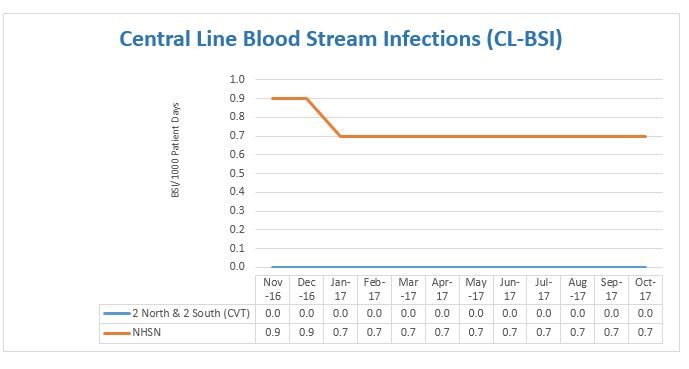 Central Line Blood Stream Infections (CL-BSI)
BSI/1000 Patient Days
1.0
0.9
0.8
0.7
0.6
0.5
0.4
0.3
0.2
0.1
0.0
Nov Dec Jan- Feb- Mar Apr- May Jun- Jul- Aug Sep- Oct-
-16 -16 17 17 -17 17 -17 17 17 -17 17 17
2 North & 2 South (CVT) 0.0 0.0 0.0 0.0 0.0 0.0 0.0 0.0 0.0 0.0 0.0 0.0
NHSN 0.9 0.9 0.7 0.7 0.7 0.7 0.7 0.7 0.7 0.7 0.7 0.7